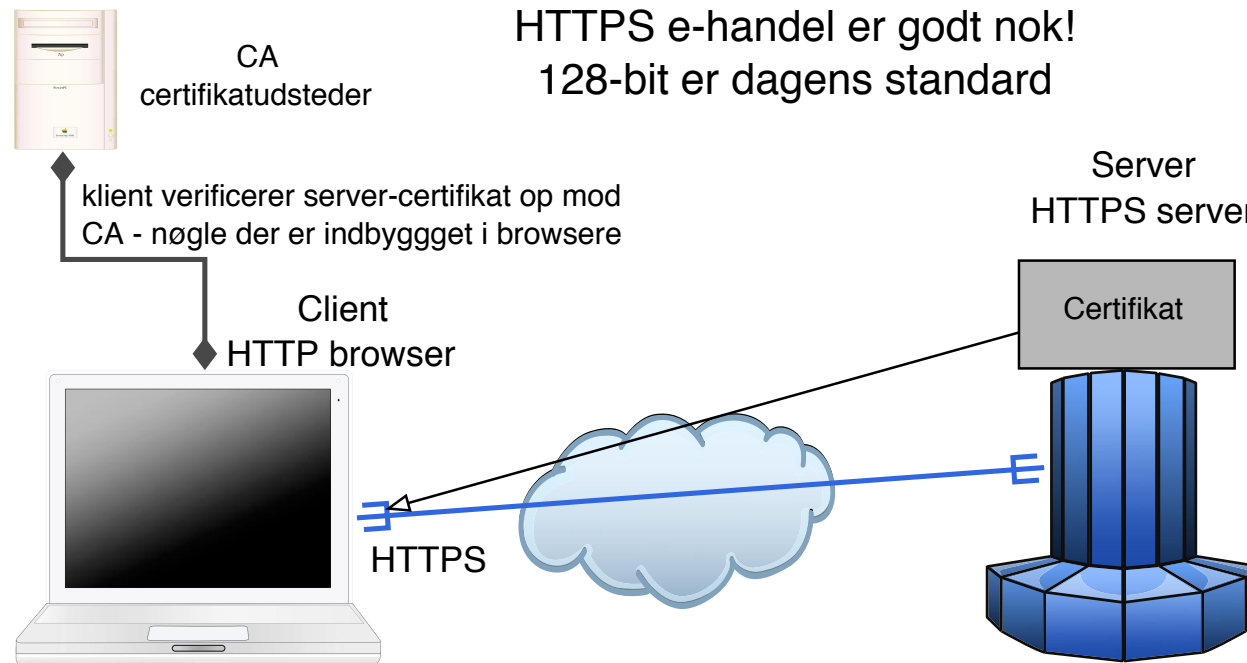 HTTPS e-handel er godt nok!
128-bit er dagens standard
CA
certifikatudsteder
klient verificerer server-certifikat op mod
CA - nøgle der er indbyggget i browsere
Server
HTTPS server
Certifikat
Client
HTTP browser
HTTPS